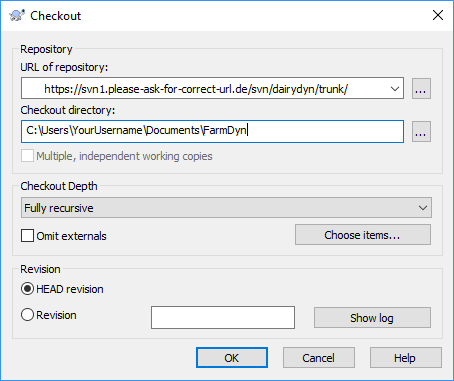 Checkout
Repository
URL of repository:
https://svn1.please-ask-for-correct-url.de/svn/dairydyn/trunk/
...
Checkout directory:
C:\Users\YourUsername\Documents\FarmDyn
...
Multiple, independent working copies
Checkout Depth
Fully recursive
Omit externals
Choose items...
Revision
HEAD revision
Revision
Show log
OK
Cancel
Help